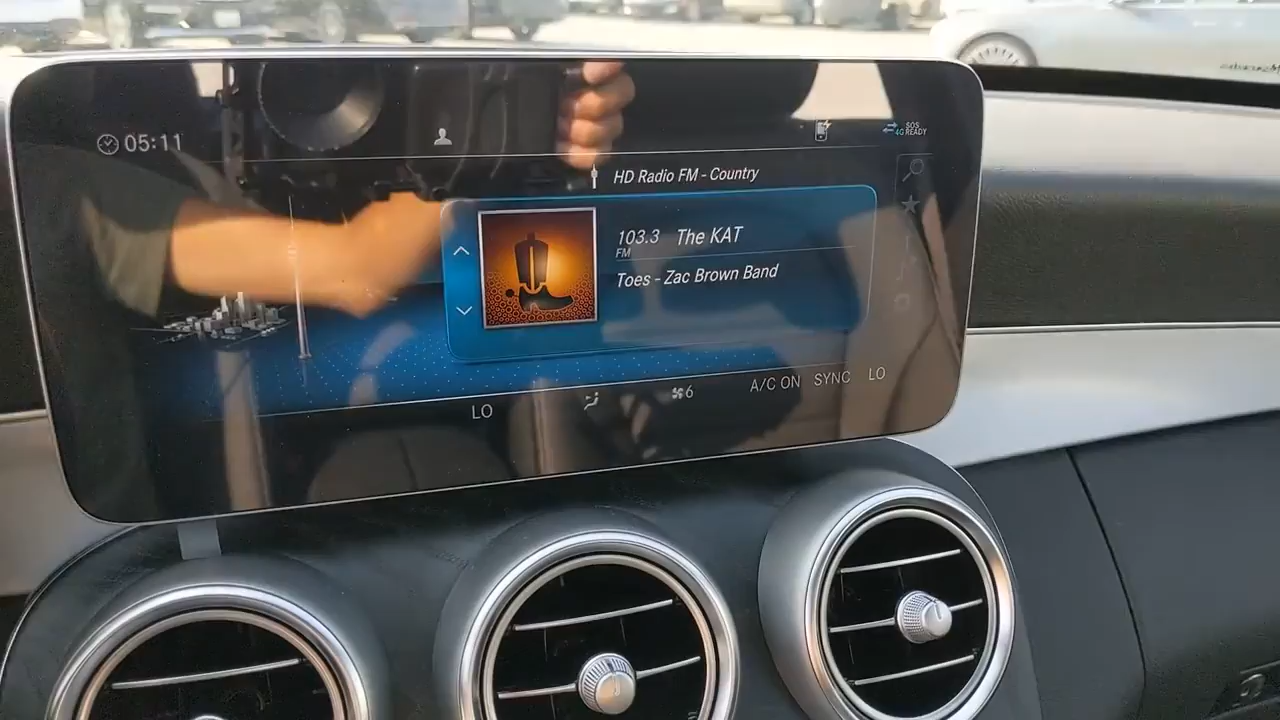 05:11
SOS
4G READY
HD Radio FM - Country
103.3 The KAT
FM
Toes - Zac Brown Band
LO 6 A/C ON SYNC LO